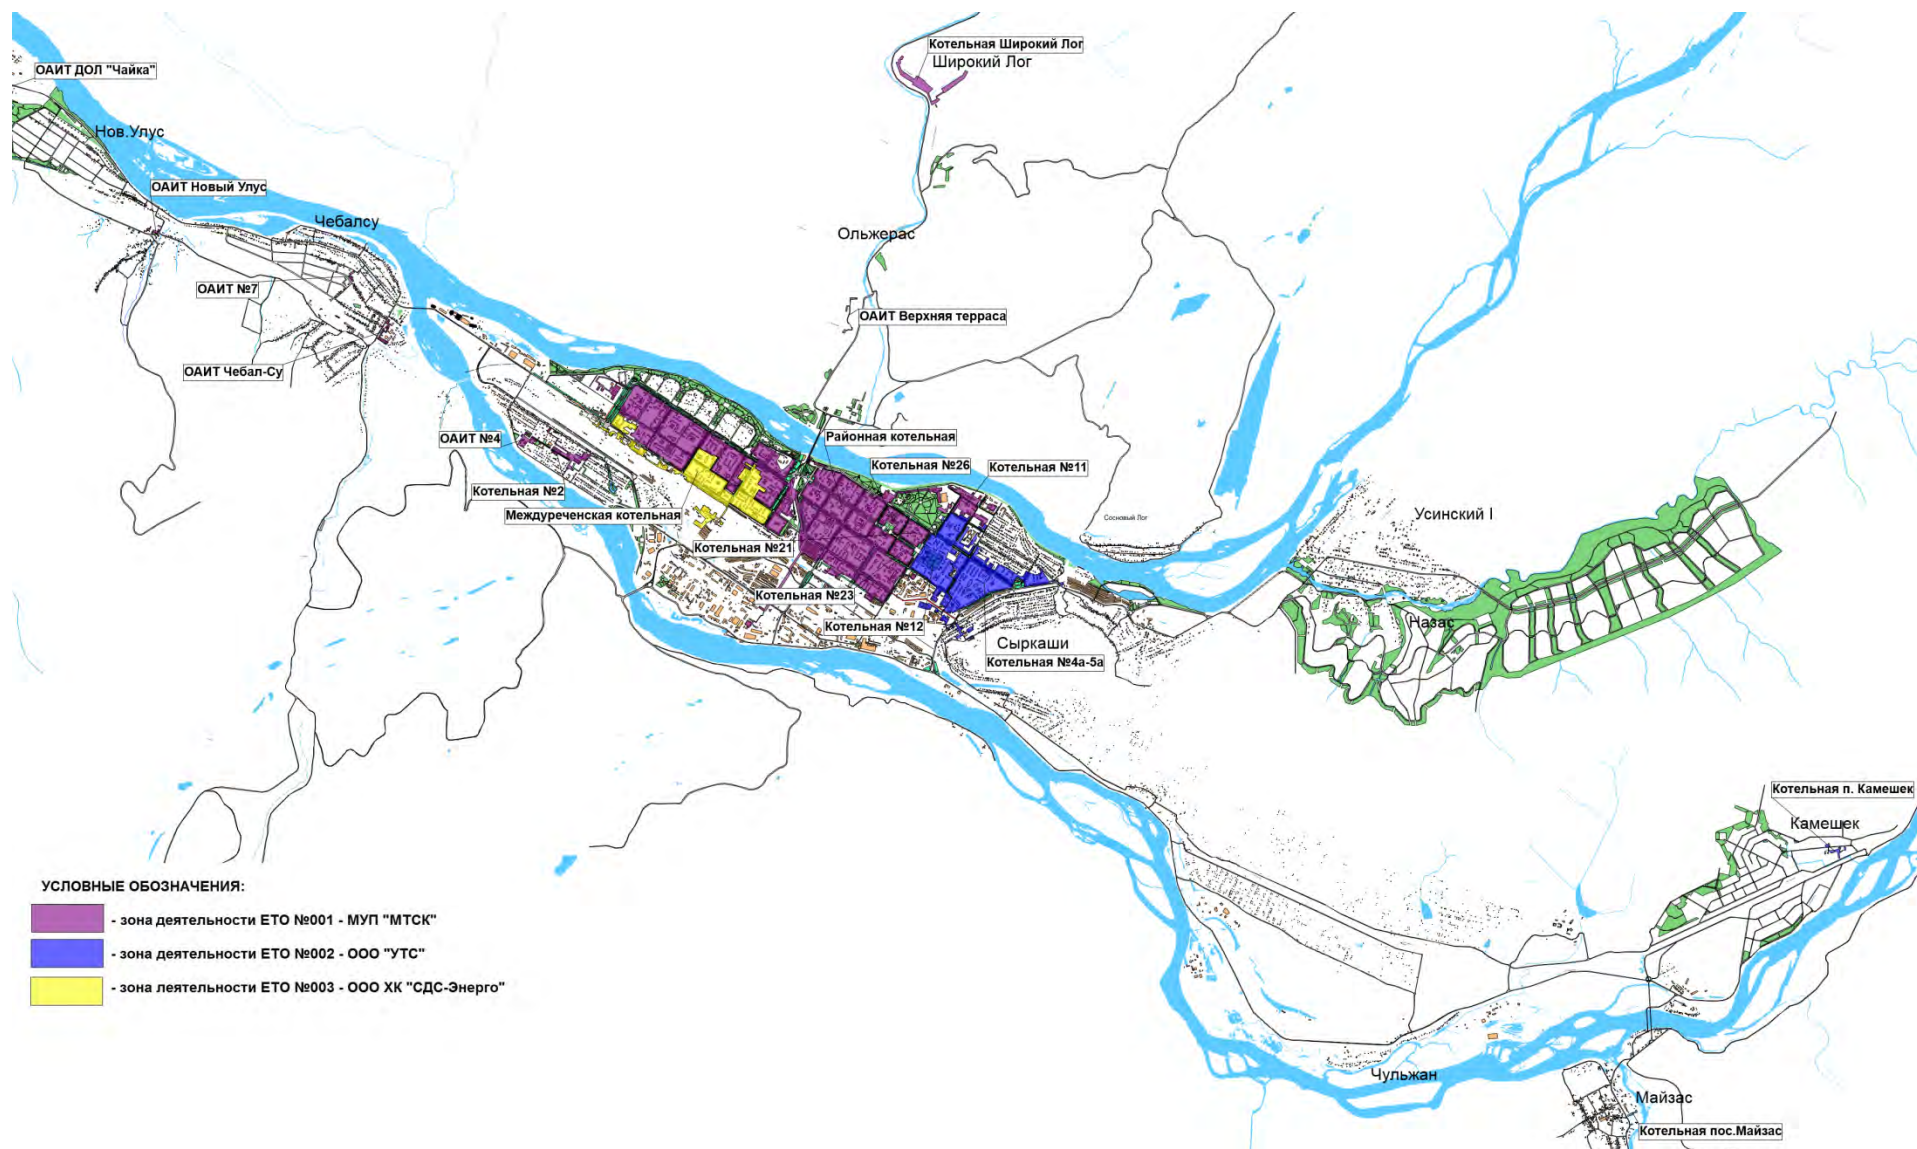 Котельная Широкий Лог
Широкий Лог
ОАИТ ДОЛ "Чайка"
Нов.Улус
ОАИТ Новый Улус
Чебалсу
Ольжерас
ОАИТ №7
ОАИТ Верхняя терраса
ОАИТ Чебал-Су
ОАИТ №4
Районная котельная
Котельная №26
Котельная №11
Котельная №2
Междуреченская котельная
Сосновый Лог
Усинский I
Котельная №21
Котельная №23
Котельная №12
Назас
Сыркаши
Котельная №4а-5а
Котельная п. Камешек
Камешек
УСЛОВНЫЕ ОБОЗНАЧЕНИЯ:
- зона деятельности ЕТО №001 - МУП "МТСК"
- зона деятельности ЕТО №002 - ООО "УТС"
- зона леятельности ЕТО №003 - ООО ХК "СДС-Энерго"
Чульжан
Майзас
Котельная пос.Майзас